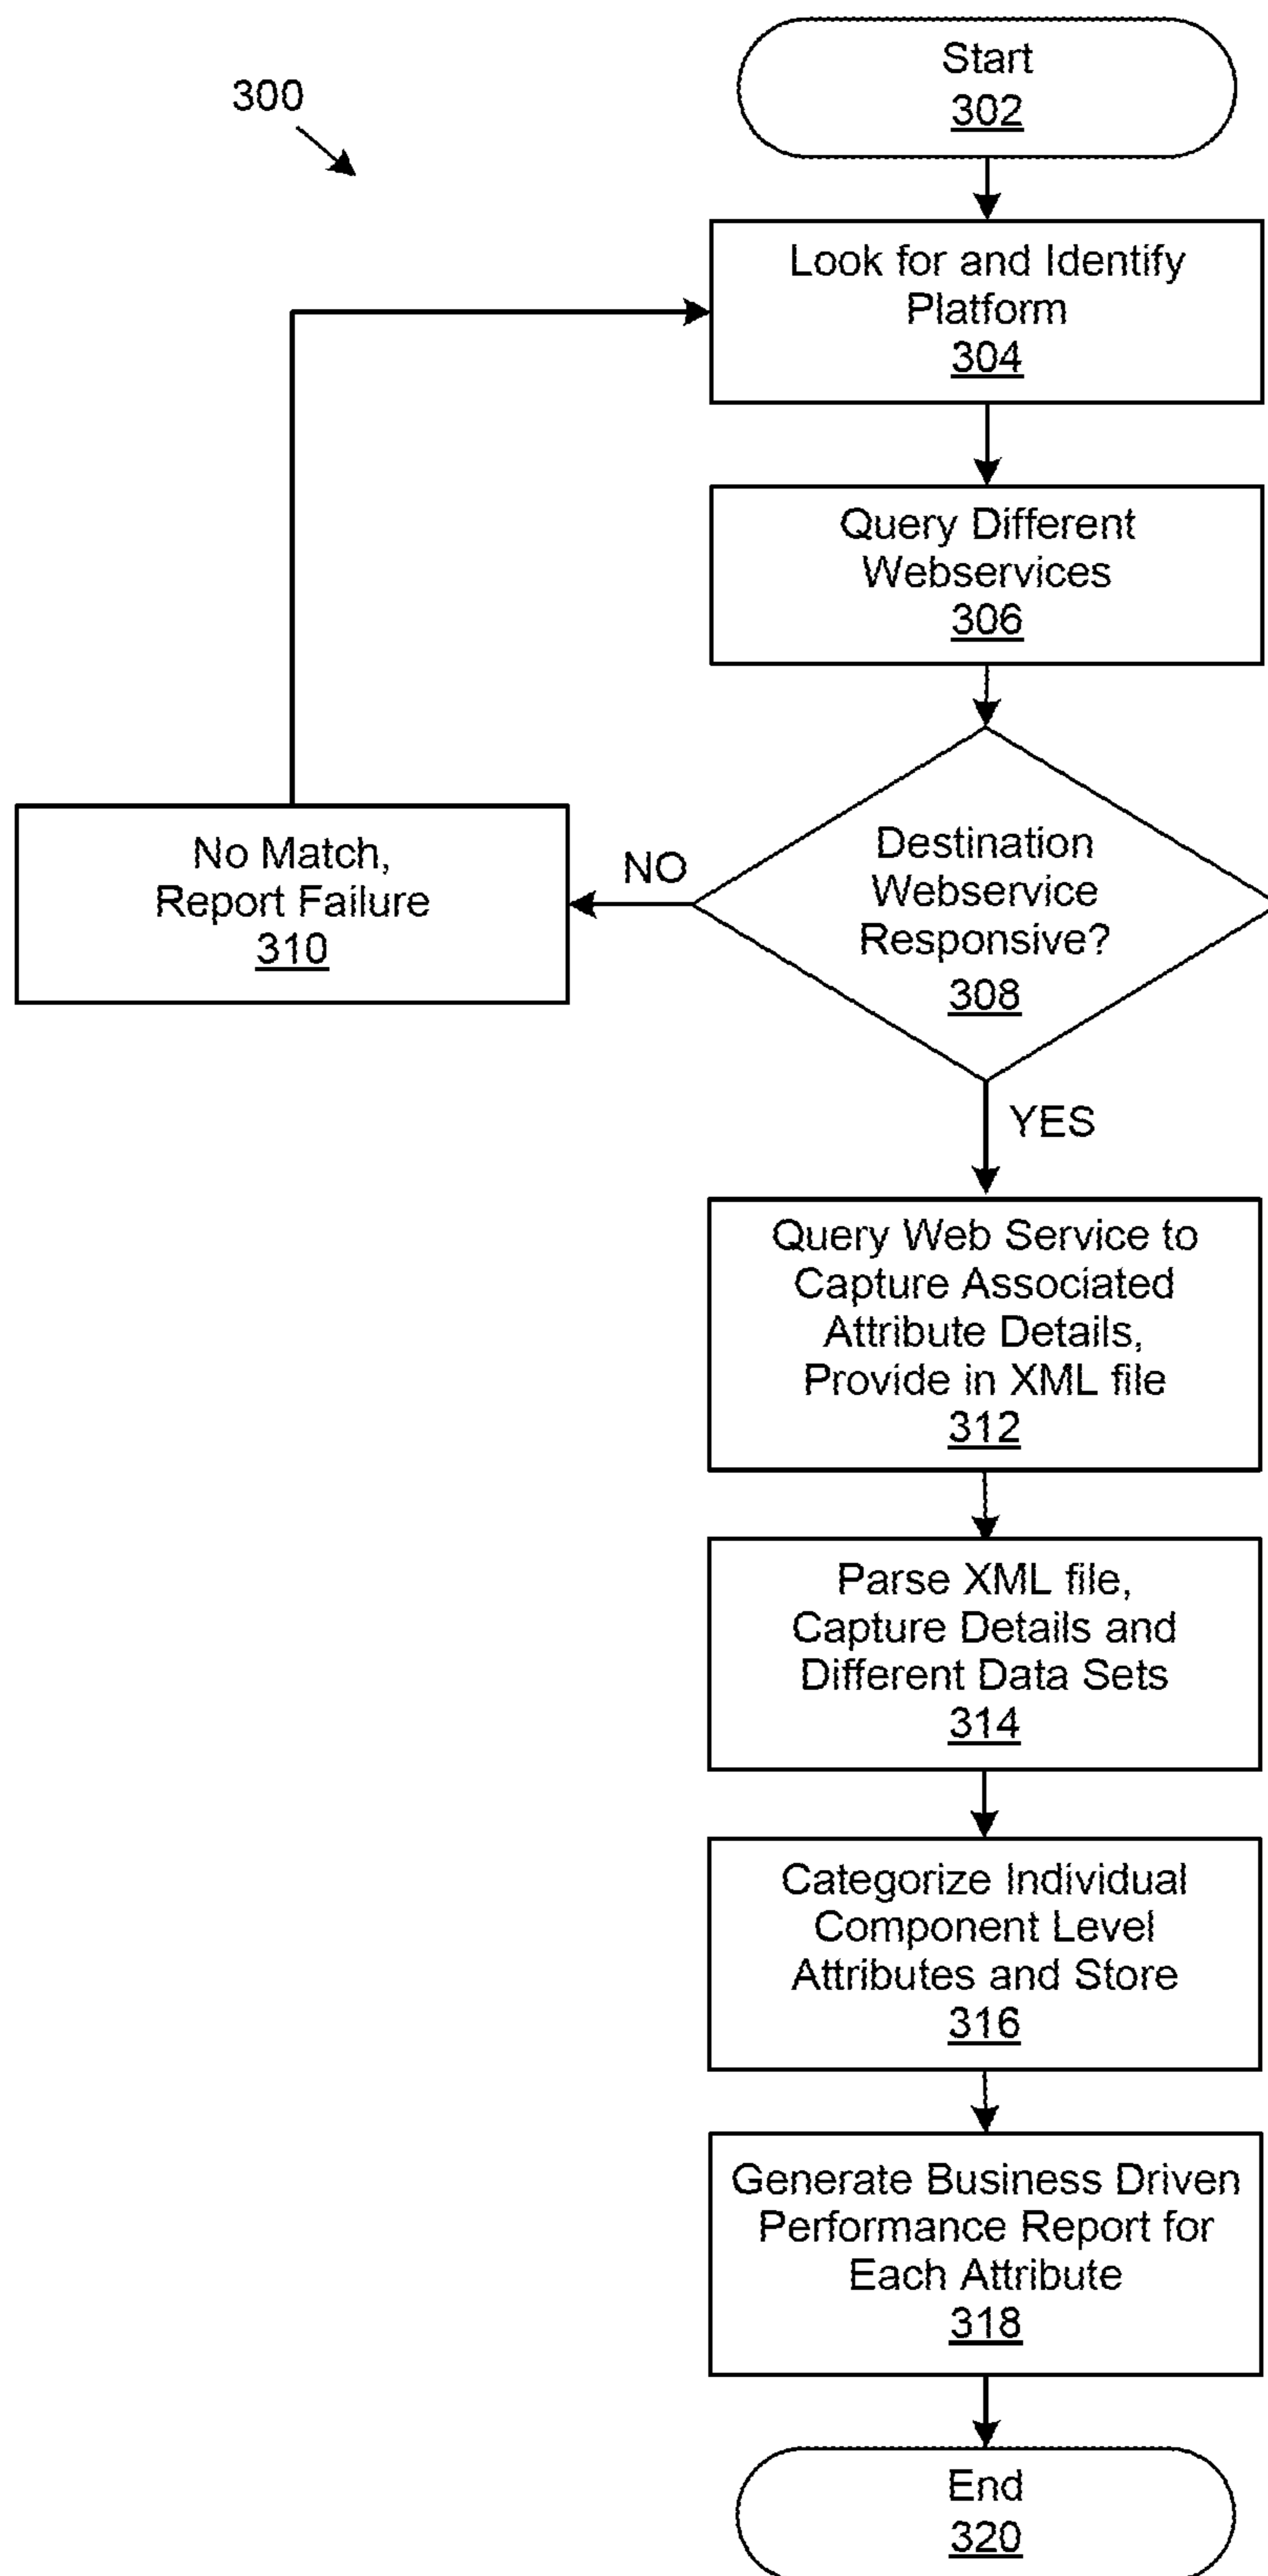 300
Start
302
Look for and Identify
Platform
304
Query Different
Webservices
306
Destination
Webservice
Responsive?
308
NO
No Match,
Report Failure
310
YES
Query Web Service to
Capture Associated
Attribute Details,
Provide in XML file
312
Parse XML file,
Capture Details and
Different Data Sets
314
Categorize Individual
Component Level
Attributes and Store
316
Generate Business Driven
Performance Report for
Each Attribute
318
End
320